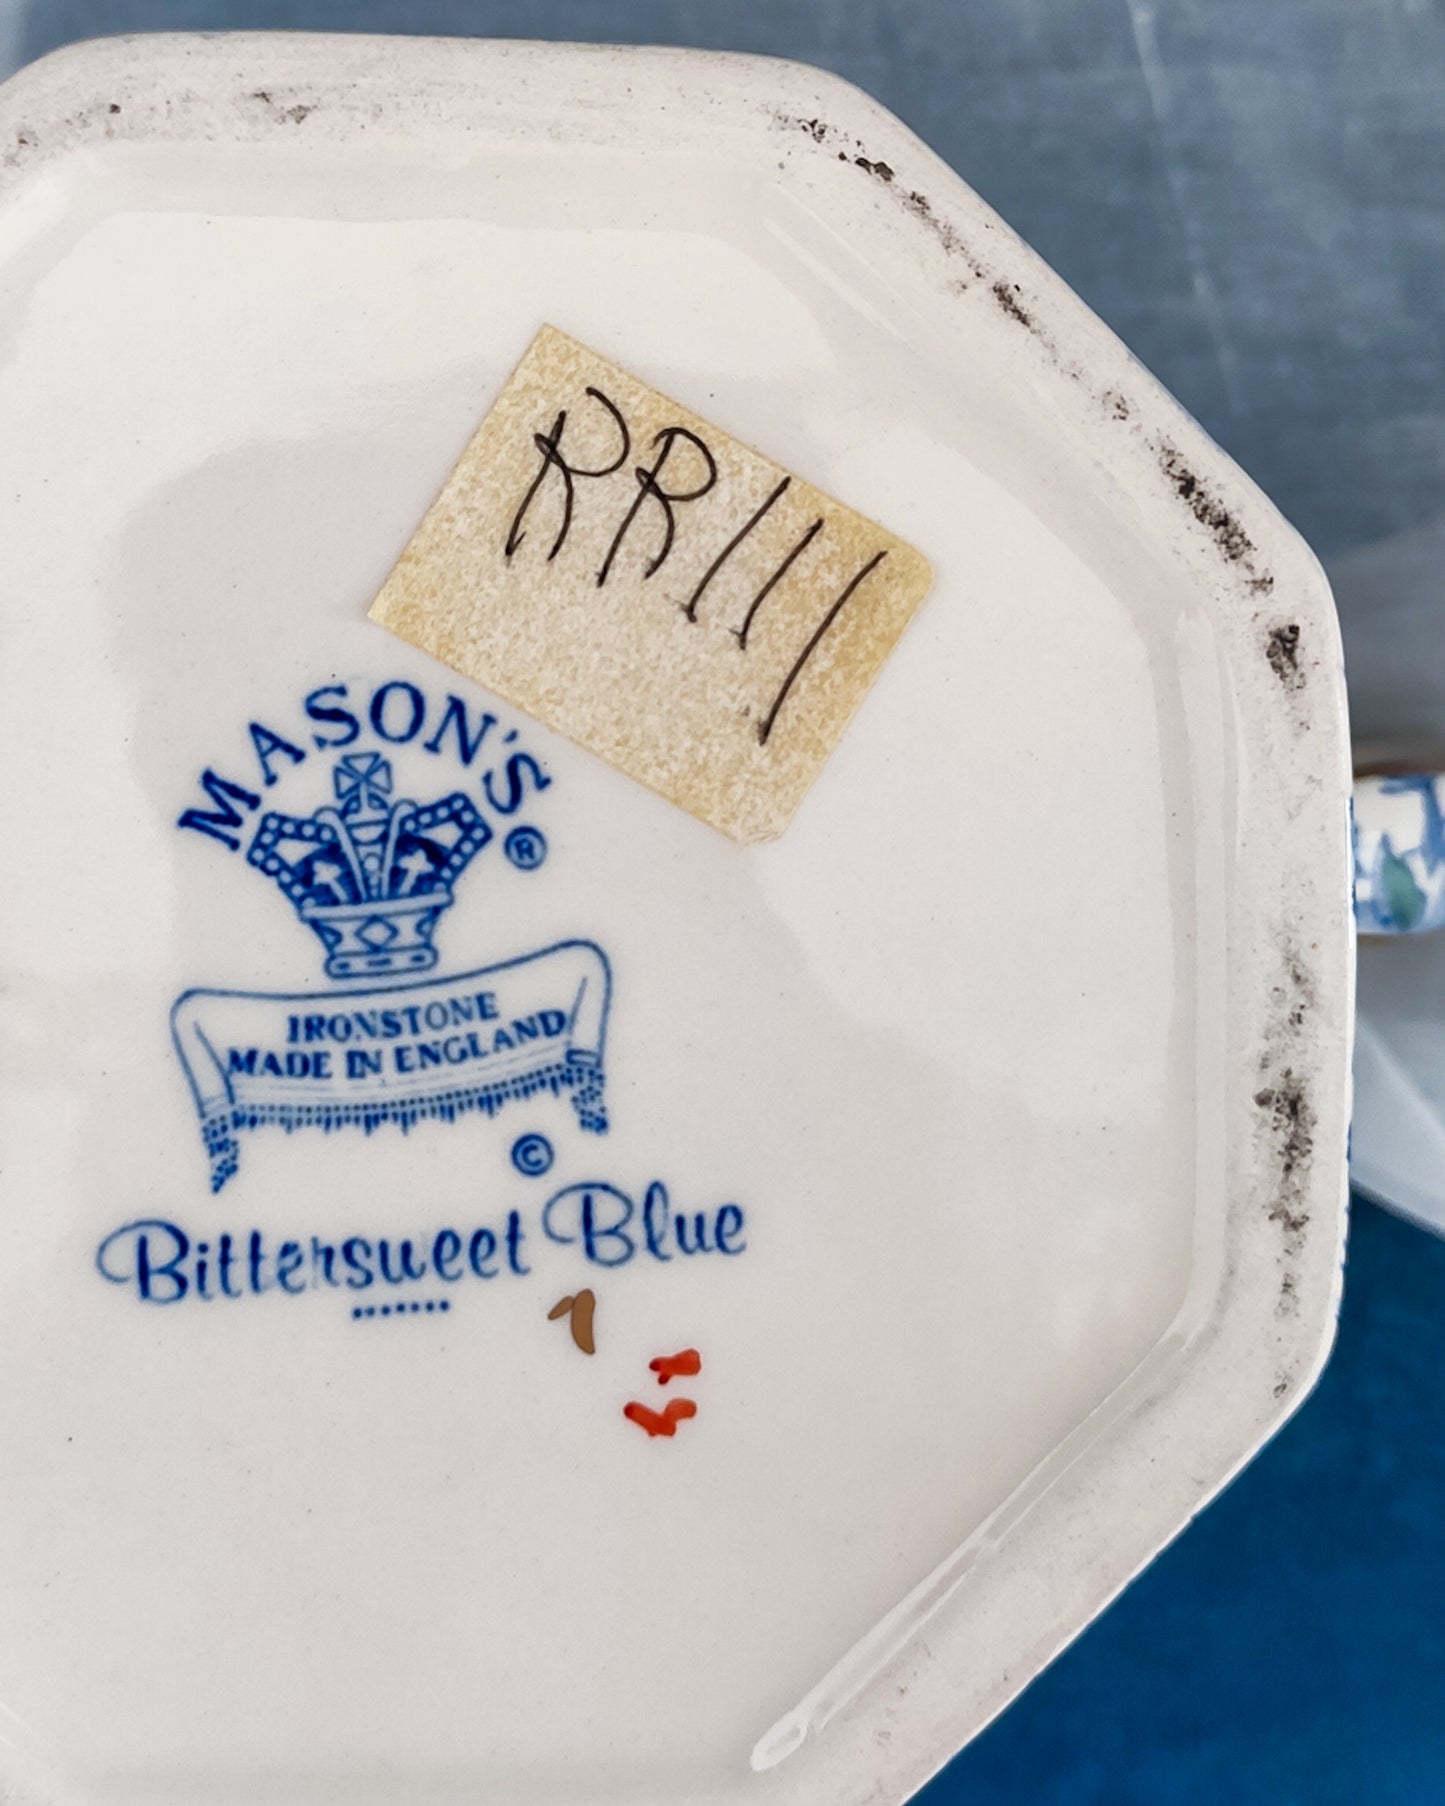 RR111
MASON'S®
IRONSTONE
MADE IN ENGLAND
©
Bittersweet Blue